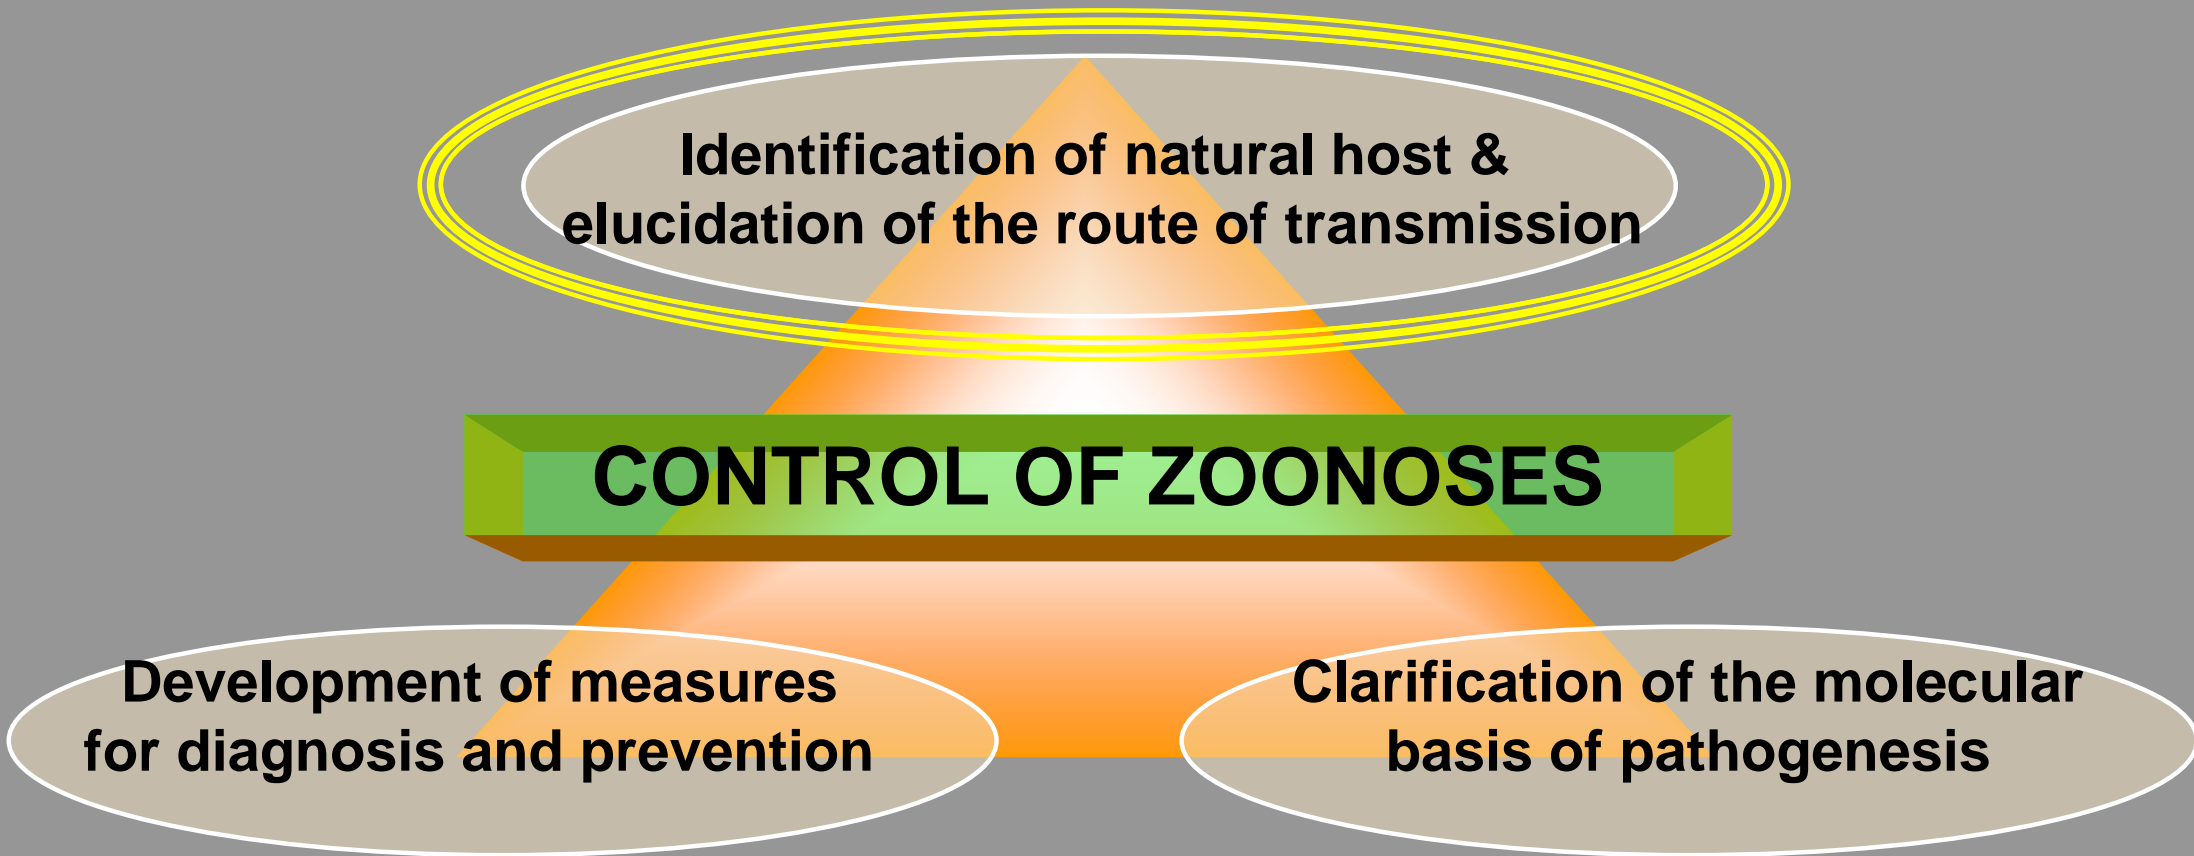 Identification of natural host &
elucidation of the route of transmission
CONTROL OF ZOONOSES
Development of measures
for diagnosis and prevention
Clarification of the molecular
basis of pathogenesis